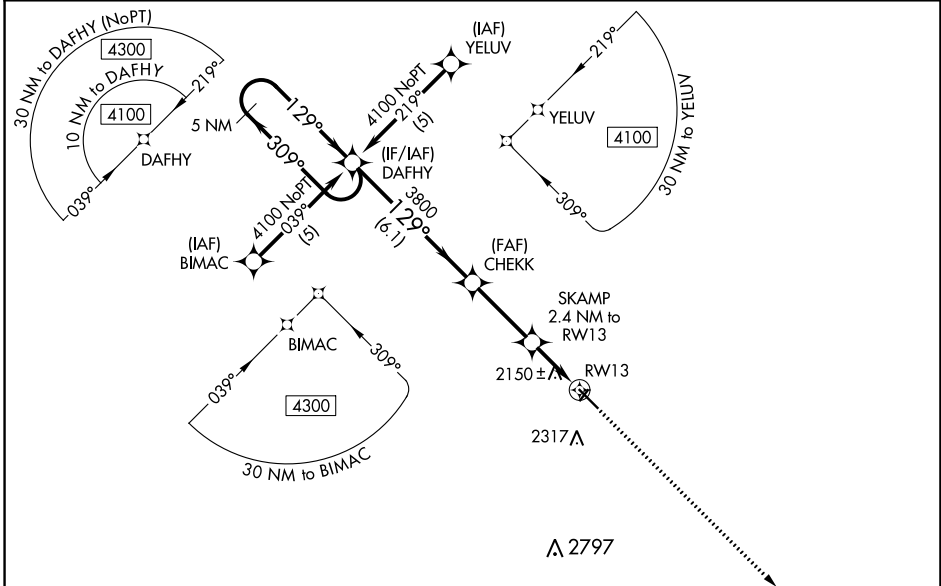 30 NM to DAFHY (NoPT)
4300
10 NM to DAFHY
4100
219°
DAFHY
039°
5 NM
129°
309°
(IAF)
YELUV
4100 NoPT
219°
(5)
(IF/IAF)
DAFHY
4100 NoPT
039°
(5)
(IAF)
BIMAC
3800
129°
(6.1)
(FAF)
CHEKK
SKAMP
2.4 NM to
RW13
2150 ±
RW13
2317
2797
219°
YELUV
4100
309°
30 NM to YELUV
BIMAC
039°
309°
4300
30 NM to BIMAC